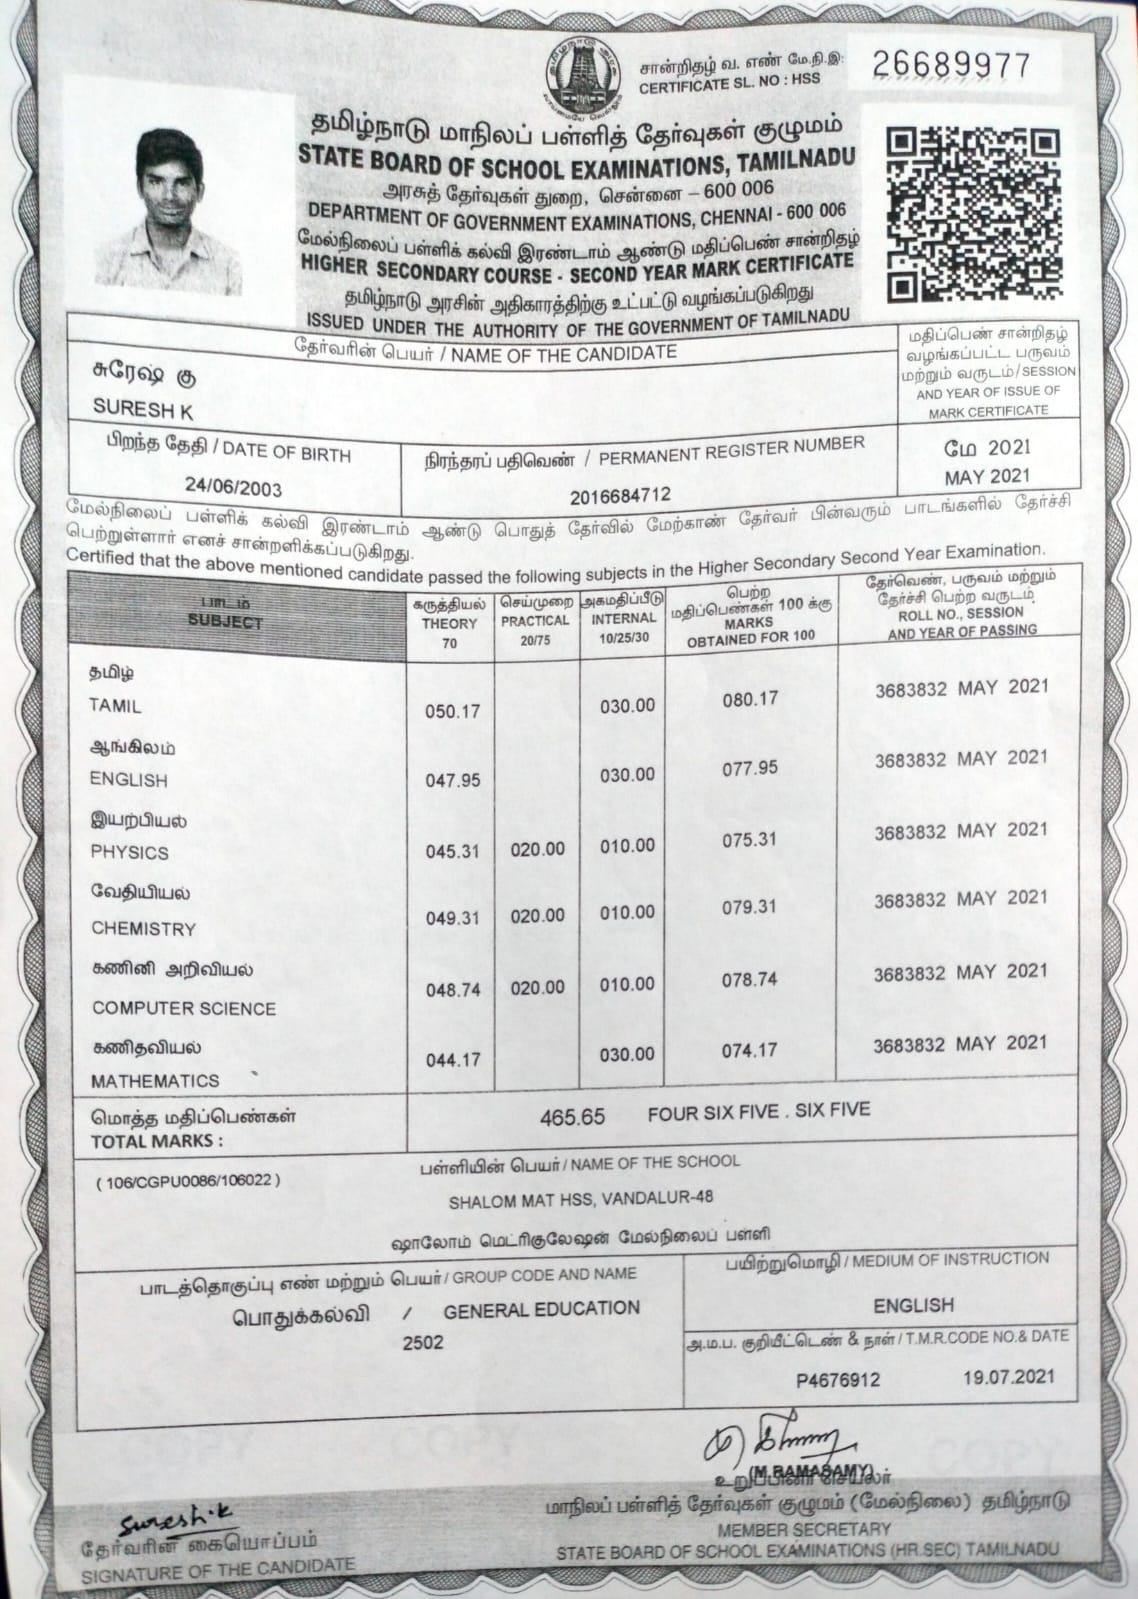 சான்றிதழ் வ. எண் மே.நி.இ:
CERTIFICATE SL. NO : HSS
26689977
தமிழ்நாடு மாநிலப் பள்ளித் தேர்வுகள் குழுமம்
STATE BOARD OF SCHOOL EXAMINATIONS, TAMILNADU
அரசுத் தேர்வுகள் துறை, சென்னை – 600 006
DEPARTMENT OF GOVERNMENT EXAMINATIONS, CHENNAI - 600 006
மேல்நிலைப் பள்ளிக் கல்வி இரண்டாம் ஆண்டு மதிப்பெண் சான்றிதழ்
HIGHER SECONDARY COURSE - SECOND YEAR MARK CERTIFICATE
தமிழ்நாடு அரசின் அதிகாரத்திற்கு உட்பட்டு வழங்கப்படுகிறது
ISSUED UNDER THE AUTHORITY OF THE GOVERNMENT OF TAMILNADU
தேர்வரின் பெயர் / NAME OF THE CANDIDATE
சுரேஷ் கு
SURESH K
மதிப்பெண் சான்றிதழ்
வழங்கப்பட்ட பருவம்
மற்றும் வருடம் / SESSION
AND YEAR OF ISSUE OF
MARK CERTIFICATE
பிறந்த தேதி / DATE OF BIRTH
24/06/2003
நிரந்தரப் பதிவெண் / PERMANENT REGISTER NUMBER
2016684712
மே 2021
MAY 2021
மேல்நிலைப் பள்ளிக் கல்வி இரண்டாம் ஆண்டு பொதுத் தேர்வில் மேற்காண் தேர்வர் பின்வரும் பாடங்களில் தேர்ச்சி
பெற்றுள்ளார் எனச் சான்றளிக்கப்படுகிறது.
Certified that the above mentioned candidate passed the following subjects in the Higher Secondary Second Year Examination.
பாடம்
SUBJECT
கருத்தியல்
THEORY
70
செய்முறை
PRACTICAL
20/75
அகமதிப்பீடு
INTERNAL
10/25/30
பெற்ற
மதிப்பெண்கள் 100 க்கு
MARKS
OBTAINED FOR 100
தேர்வெண், பருவம் மற்றும்
தேர்ச்சி பெற்ற வருடம்
ROLL NO., SESSION
AND YEAR OF PASSING
தமிழ்
TAMIL 050.17 030.00 080.17 3683832 MAY 2021
ஆங்கிலம்
ENGLISH 047.95 030.00 077.95 3683832 MAY 2021
இயற்பியல்
PHYSICS 045.31 020.00 010.00 075.31 3683832 MAY 2021
வேதியியல்
CHEMISTRY 049.31 020.00 010.00 079.31 3683832 MAY 2021
கணினி அறிவியல்
COMPUTER SCIENCE 048.74 020.00 010.00 078.74 3683832 MAY 2021
கணிதவியல்
MATHEMATICS 044.17 030.00 074.17 3683832 MAY 2021
மொத்த மதிப்பெண்கள்
TOTAL MARKS :
465.65 FOUR SIX FIVE . SIX FIVE
பள்ளியின் பெயர் / NAME OF THE SCHOOL
( 106/CGPU0086/106022 )
SHALOM MAT HSS, VANDALUR-48
ஷாலோம் மெட்ரிகுலேஷன் மேல்நிலைப் பள்ளி
பாடத்தொகுப்பு எண் மற்றும் பெயர் / GROUP CODE AND NAME
பொதுக்கல்வி / GENERAL EDUCATION
2502
பயிற்றுமொழி / MEDIUM OF INSTRUCTION
ENGLISH
அ.ம.ப. குறியீட்டெண் & நாள் / T.M.R.CODE NO.& DATE
P4676912 19.07.2021
(M.RAMASAMY)
உறுப்பினர் செயலர்
மாநிலப் பள்ளித் தேர்வுகள் குழுமம் (மேல்நிலை) தமிழ்நாடு
MEMBER SECRETARY
STATE BOARD OF SCHOOL EXAMINATIONS (HR.SEC) TAMILNADU
Suresh.k
தேர்வரின் கையொப்பம்
SIGNATURE OF THE CANDIDATE